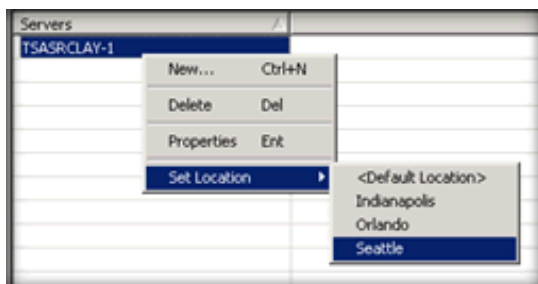 Servers
TSASRCLAY-1
New... Ctrl+N
Delete Del
Properties Ent
Set Location
<Default Location>
Indianapolis
Orlando
Seattle